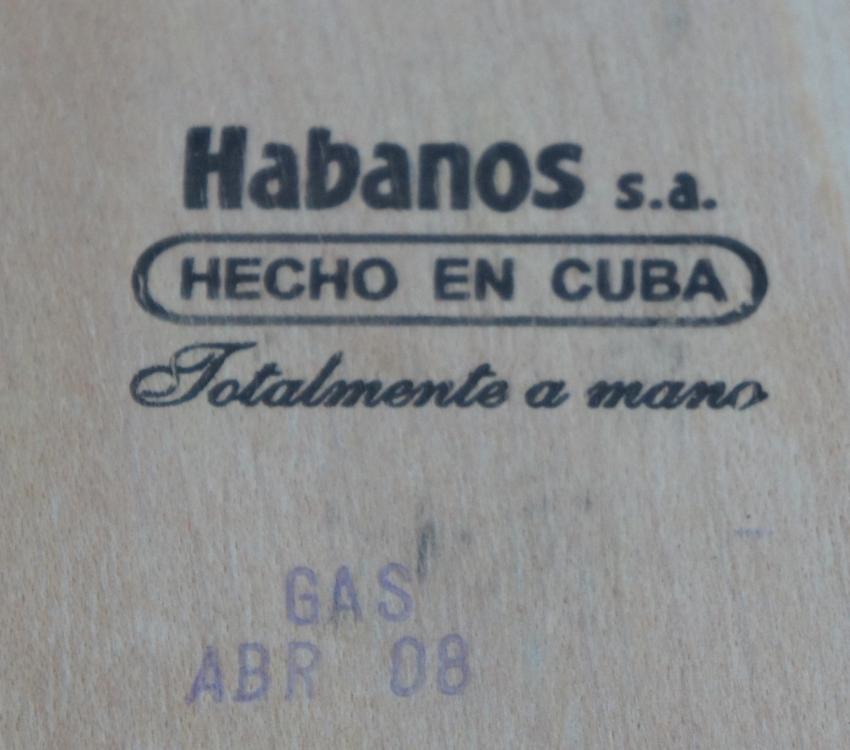 Habanos s.a.
HECHO EN CUBA
Totalmente a mano
GAS
ABR 08